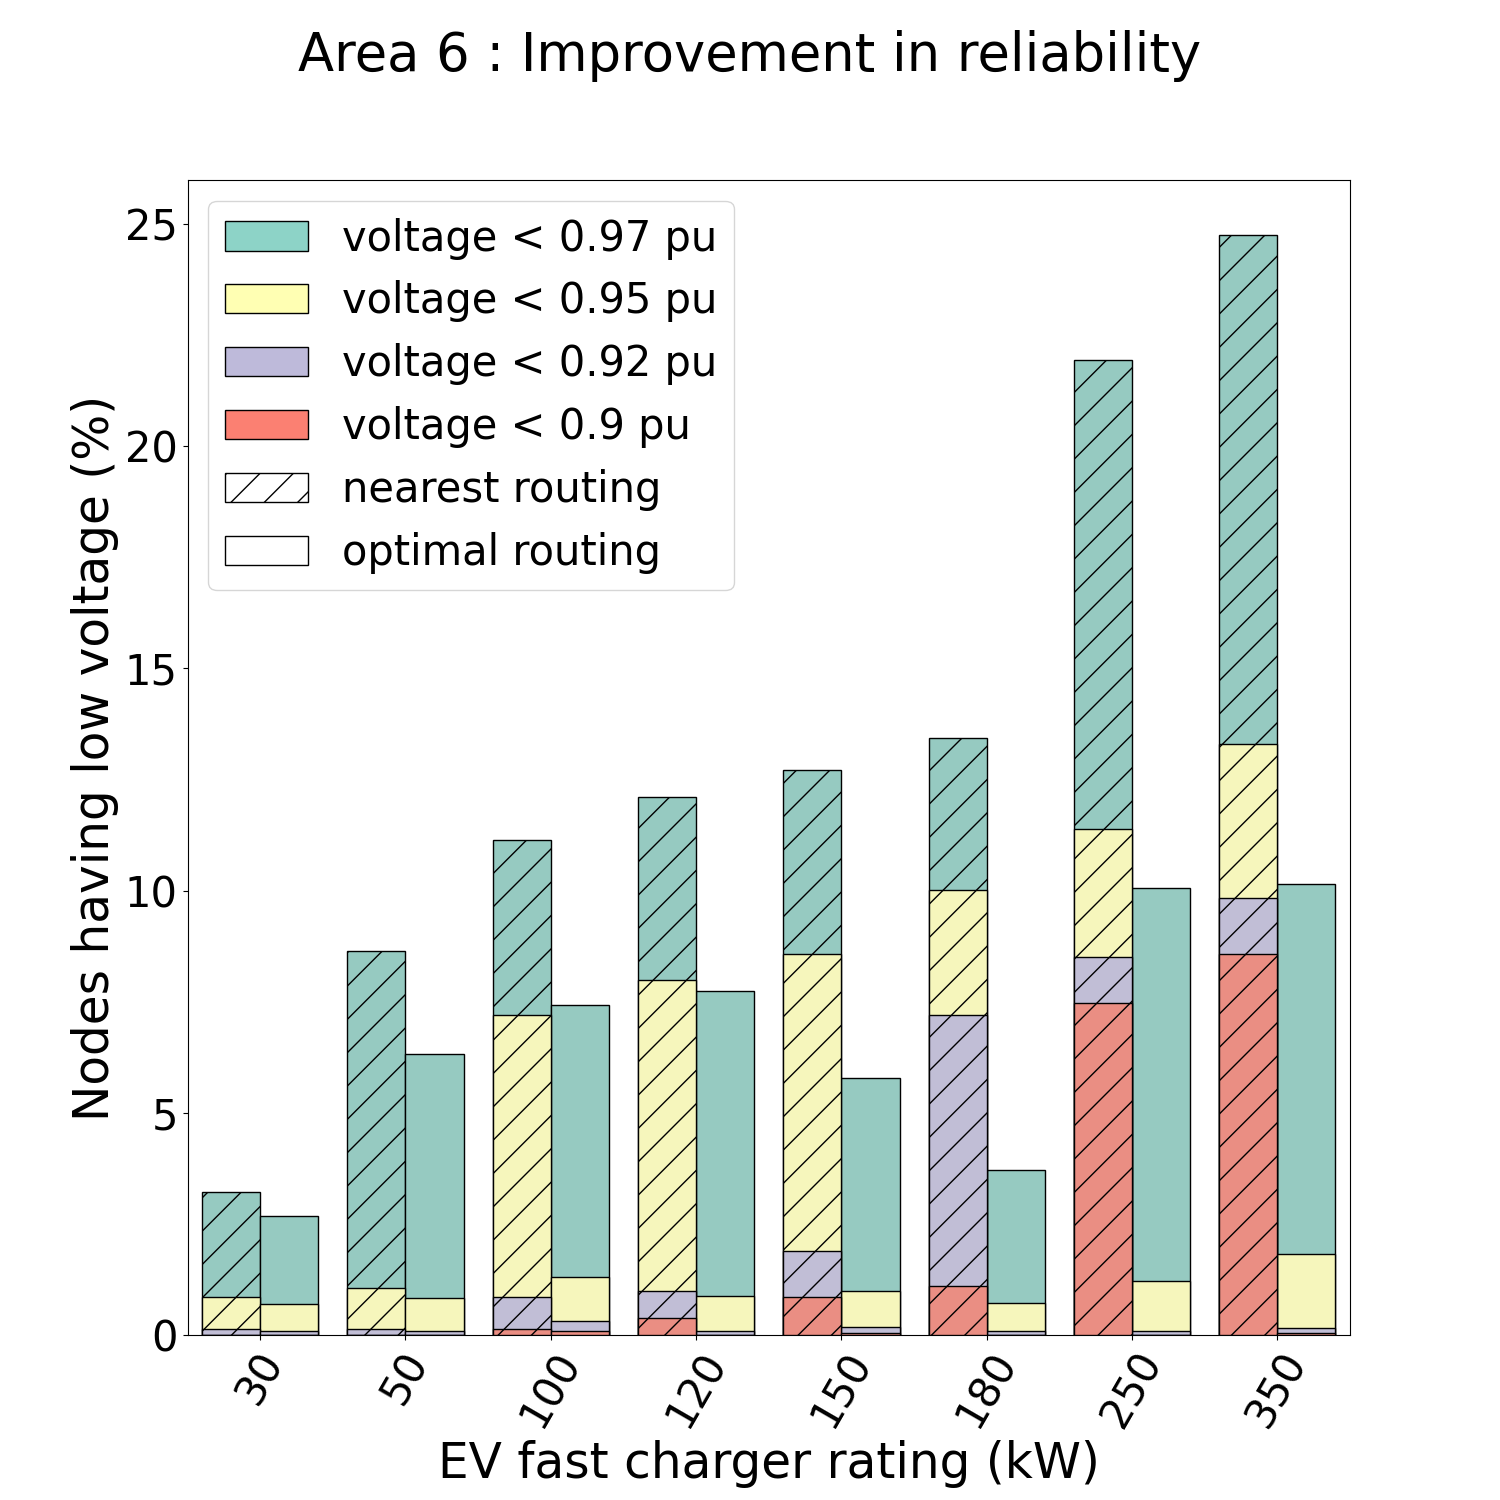 Area 6 : Improvement in reliability
voltage < 0.97 pu
voltage < 0.95 pu
voltage < 0.92 pu
voltage < 0.9 pu
nearest routing
optimal routing
Nodes having low voltage (%)
25
20
15
10
5
0
30
50
100
120
150
180
250
350
EV fast charger rating (kW)